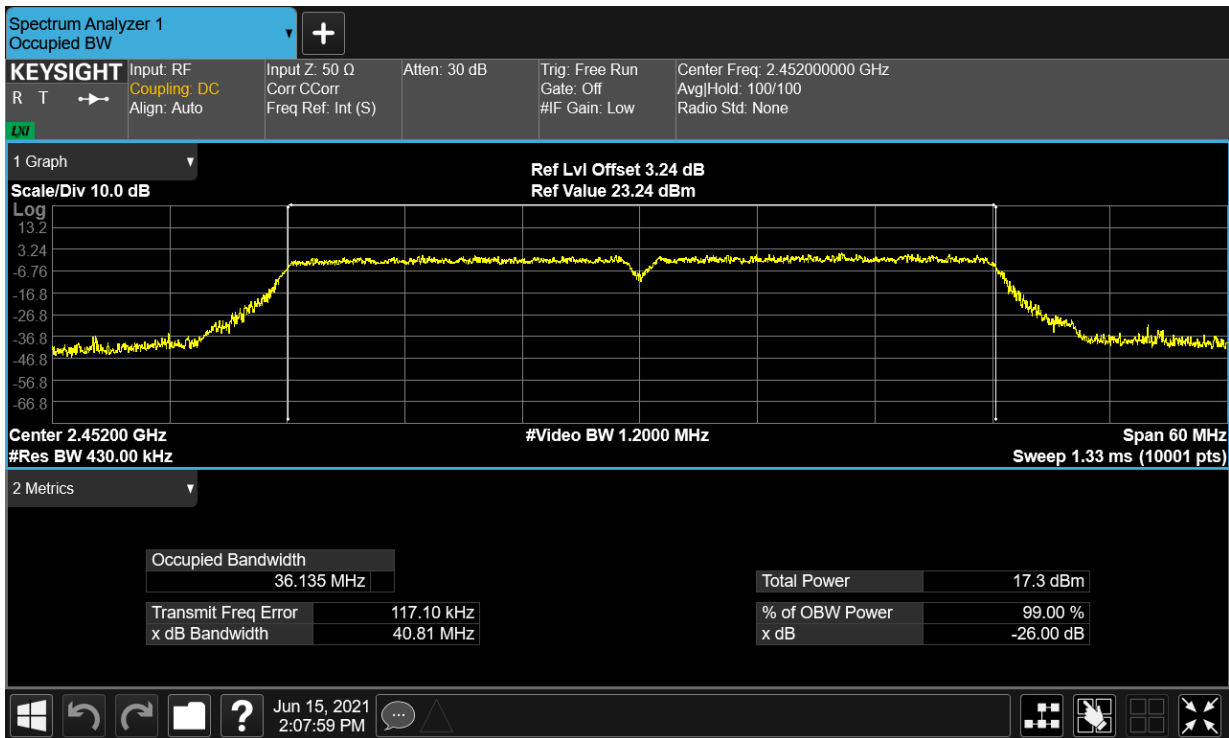 Spectrum Analyzer 1
Occupied BW
+
KEYSIGHT
R T
LXI
Input: RF
Coupling: DC
Align: Auto
Input Z: 50 Ω
Corr CCorr
Freq Ref: Int (S)
Atten: 30 dB
Trig: Free Run
Gate: Off
#IF Gain: Low
Center Freq: 2.452000000 GHz
Avg|Hold: 100/100
Radio Std: None
1 Graph
Scale/Div 10.0 dB
Ref Lvl Offset 3.24 dB
Ref Value 23.24 dBm
Log
13.2
3.24
-6.76
-16.8
-26.8
-36.8
-46.8
-56.8
-66.8
Center 2.45200 GHz
#Res BW 430.00 kHz
#Video BW 1.2000 MHz
Span 60 MHz
Sweep 1.33 ms (10001 pts)
2 Metrics
Occupied Bandwidth
36.135 MHz
Transmit Freq Error 117.10 kHz
x dB Bandwidth 40.81 MHz
Total Power 17.3 dBm
% of OBW Power 99.00 %
x dB -26.00 dB
?
Jun 15, 2021
2:07:59 PM